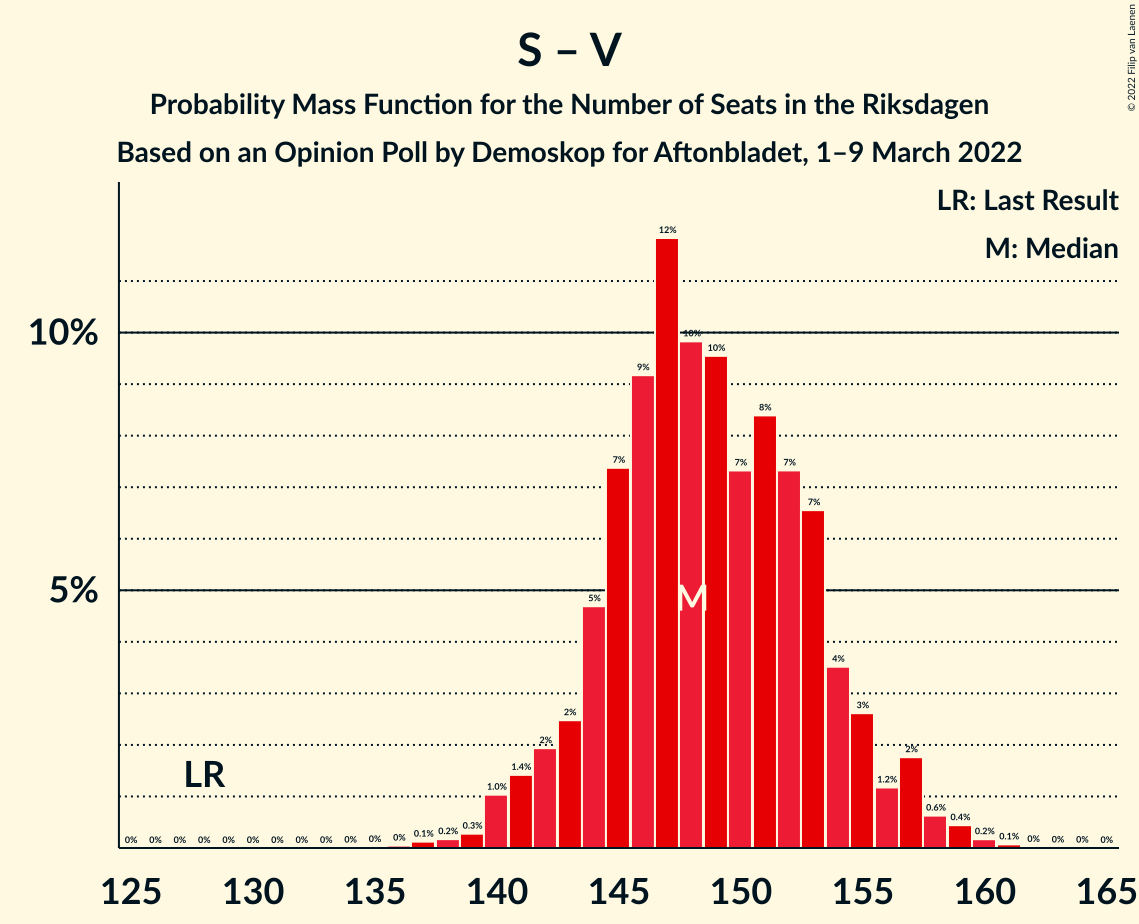 © 2022 Filip van Laenen
S – V
Probability Mass Function for the Number of Seats in the Riksdagen
Based on an Opinion Poll by Demoskop for Aftonbladet, 1–9 March 2022
LR: Last Result
M: Median
10%
5%
0% 0% 0% 0% 0% 0% 0% 0% 0% 0% 0% 0% 0.1% 0.2% 0.3% 1.0% 1.4% 2% 2% 5% 7% 9% 12% 10% 10% 7% 8% 7% 7% 4% 3% 1.2% 2% 0.6% 0.4% 0.2% 0.1% 0% 0% 0% 0%
M
LR
125 130 135 140 145 150 155 160 165